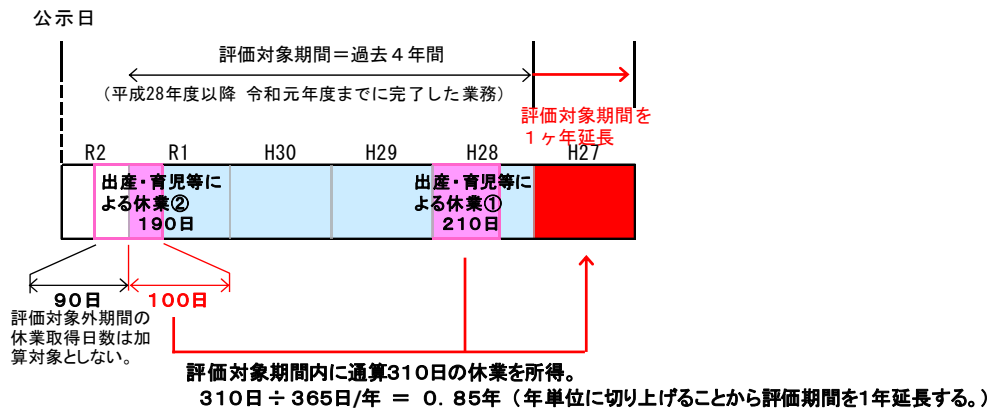 公示日
評価対象期間＝過去４年間
（平成28年度以降 令和元年度までに完了した業務）
評価対象期間を
１ヶ年延長
R2 R1 H30 H29 H28 H27
出産・育児等に
よる休業②
190日
出産・育児等に
よる休業①
210日
90日
100日
評価対象外期間の
休業取得日数は加
算対象としない。
評価対象期間内に通算310日の休業を所得。
310日÷365日/年 ＝ 0．85年（年単位に切り上げることから評価期間を1年延長する。）